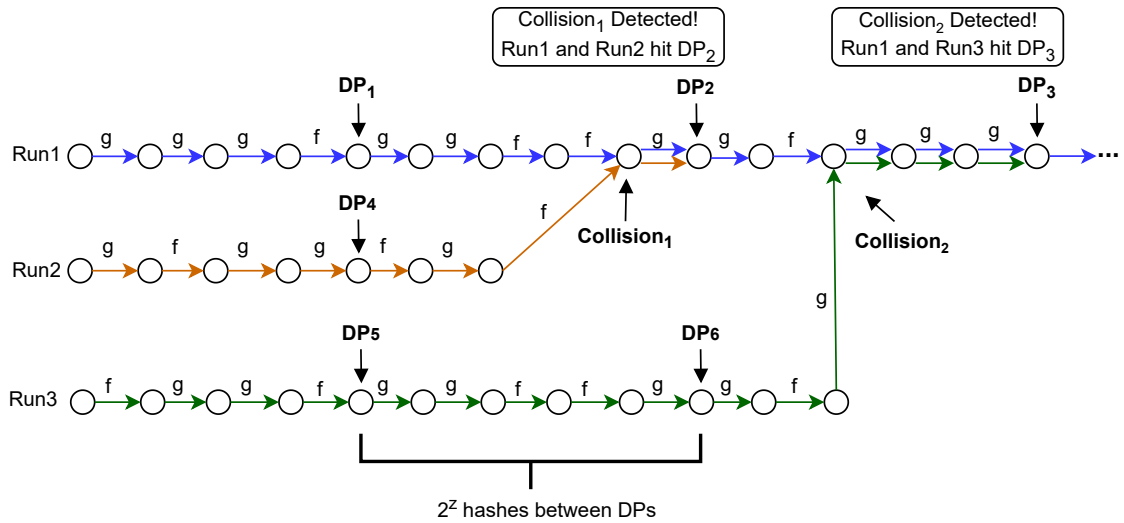 Collision₁ Detected!
Run1 and Run2 hit DP₂
Collision₂ Detected!
Run1 and Run3 hit DP₃
DP₁
DP2
DP₃
Run1 g g g f g g f f g g f g g g ...
DP4
f
Collision₁
Collision₂
Run2 g f g g f g
g
DP5
DP6
Run3 f g g f g g f f g g f
2ᶻ hashes between DPs